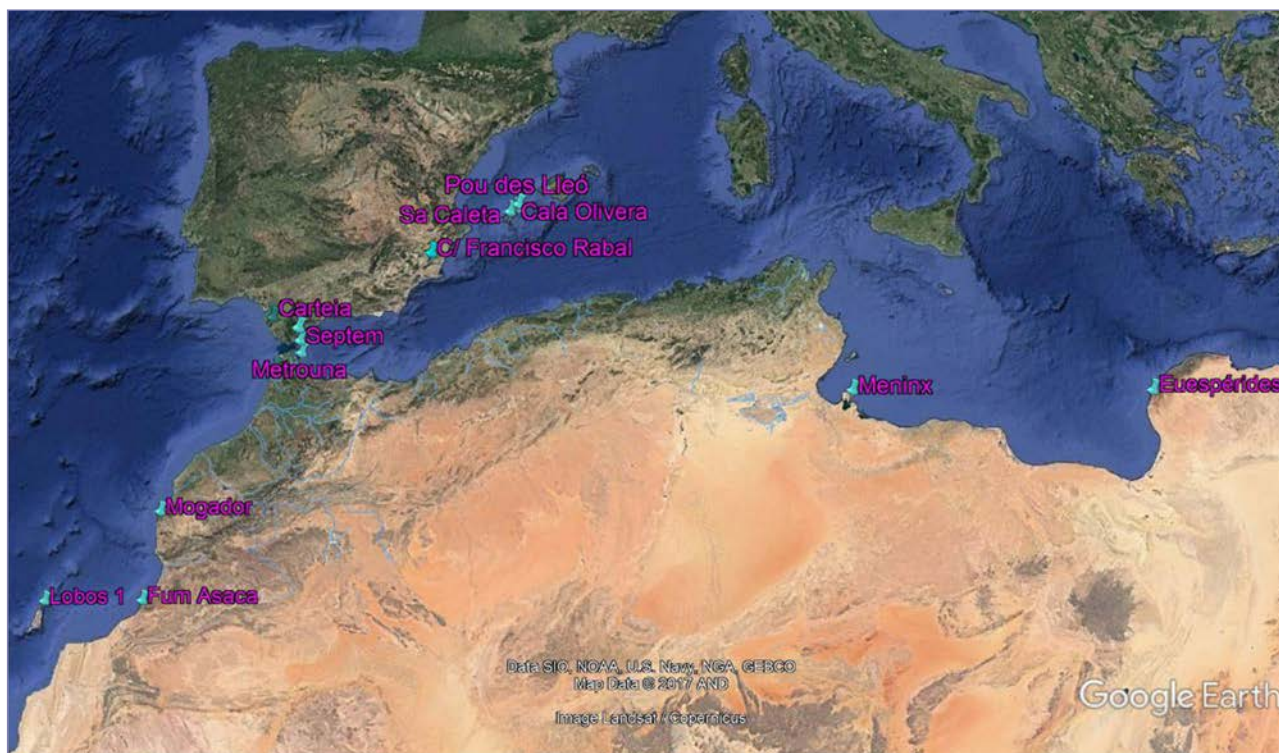 Pou des Lleó
Sa Caleta
Cala Olivera
C/ Francisco Rabal
Carteia
Septem
Metrouna
Meninx
Euespérides
Mogador
Lobos 1
Fum Asaca
Data SIO, NOAA, U.S. Navy, NGA, GEBCO
Map Data © 2017 AND
Image Landsat / Copernicus
Google Earth